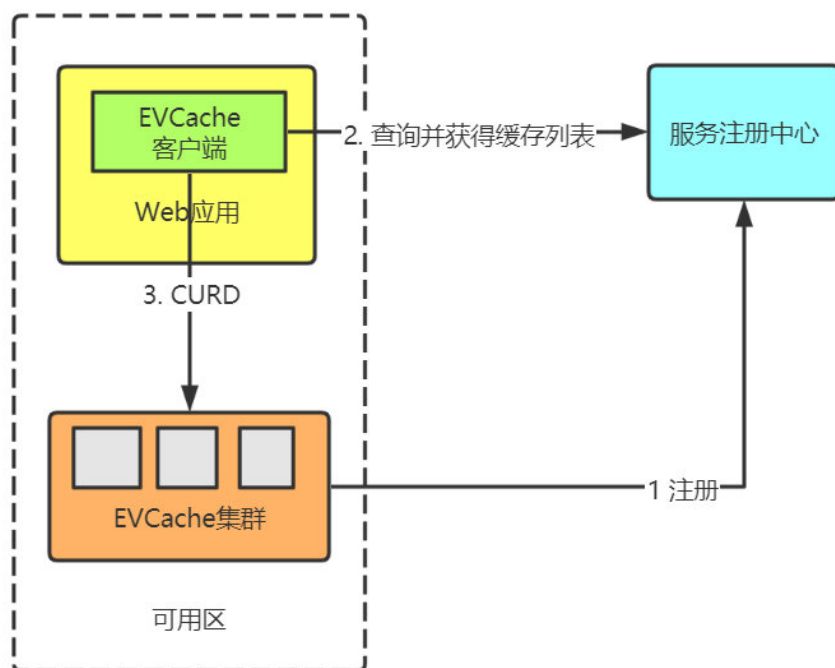 EVCache
客户端
Web应用
2. 查询并获得缓存列表
服务注册中心
3. CURD
EVCache集群
1 注册
可用区